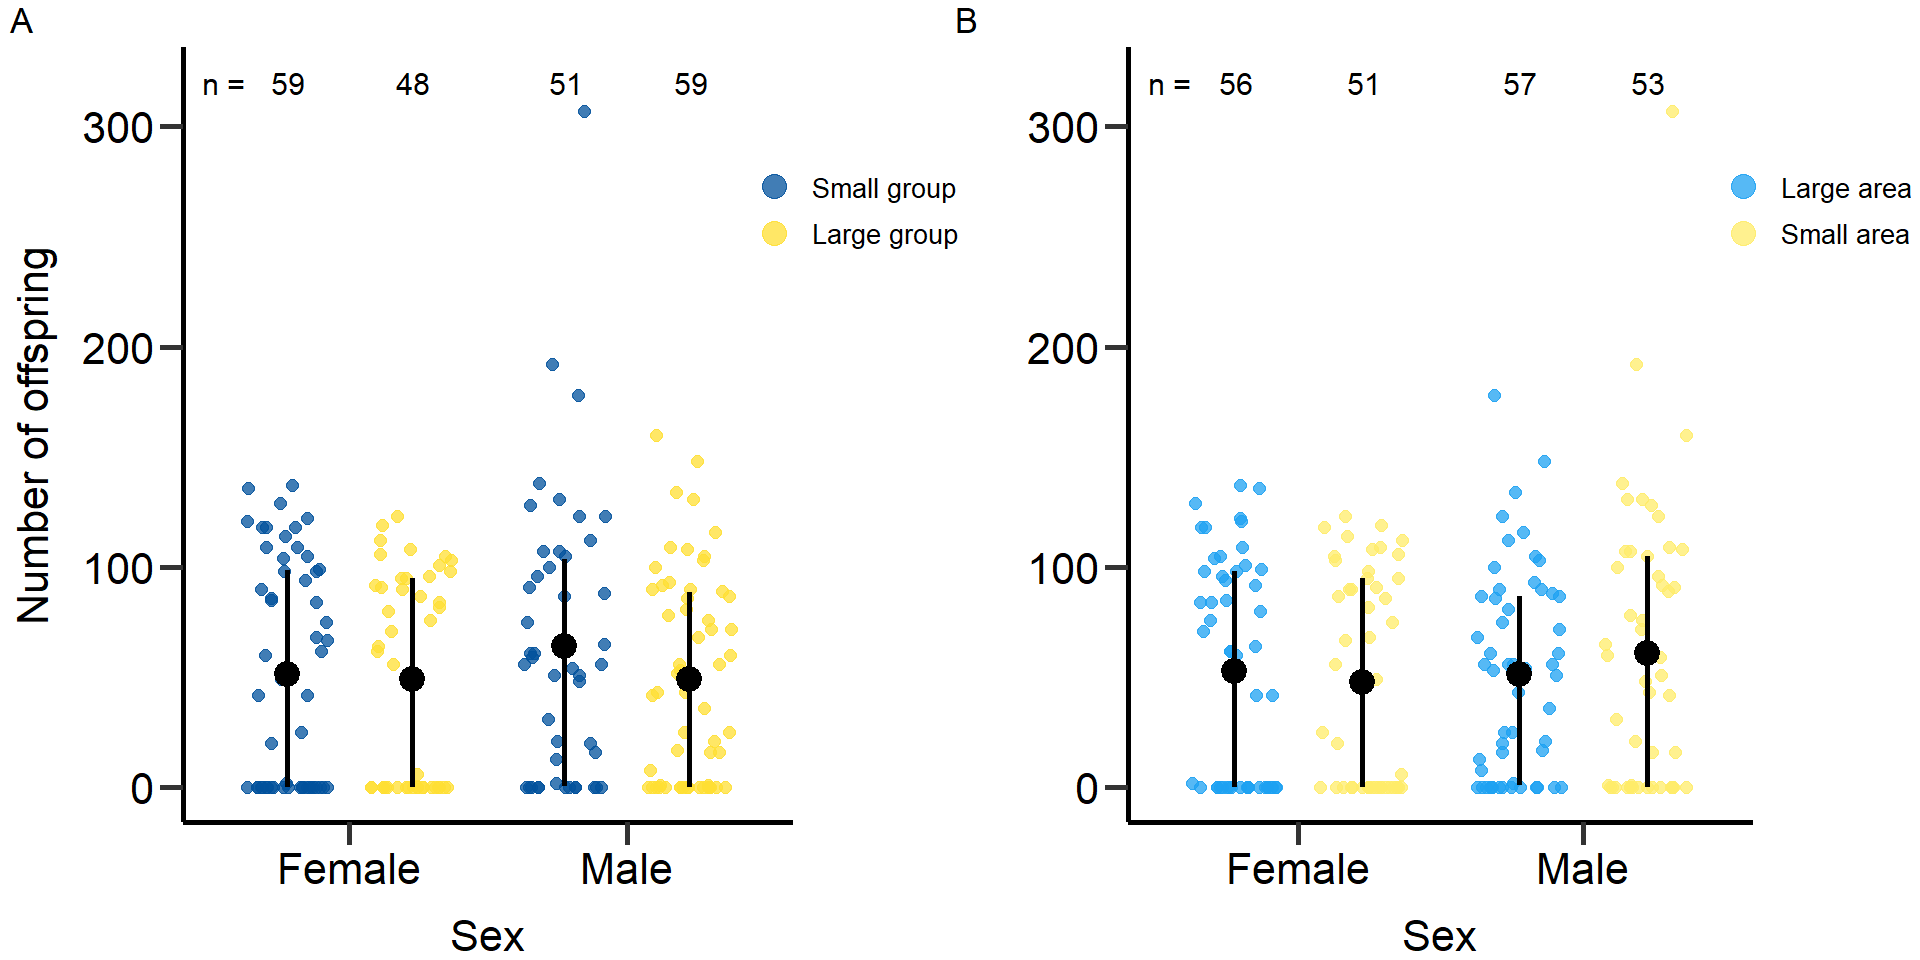 A
n = 59 48 51 59
300
200
100
0
Number of offspring
Small group
Large group
Female Male
Sex
B
n = 56 51 57 53
300
200
100
0
Large area
Small area
Female Male
Sex